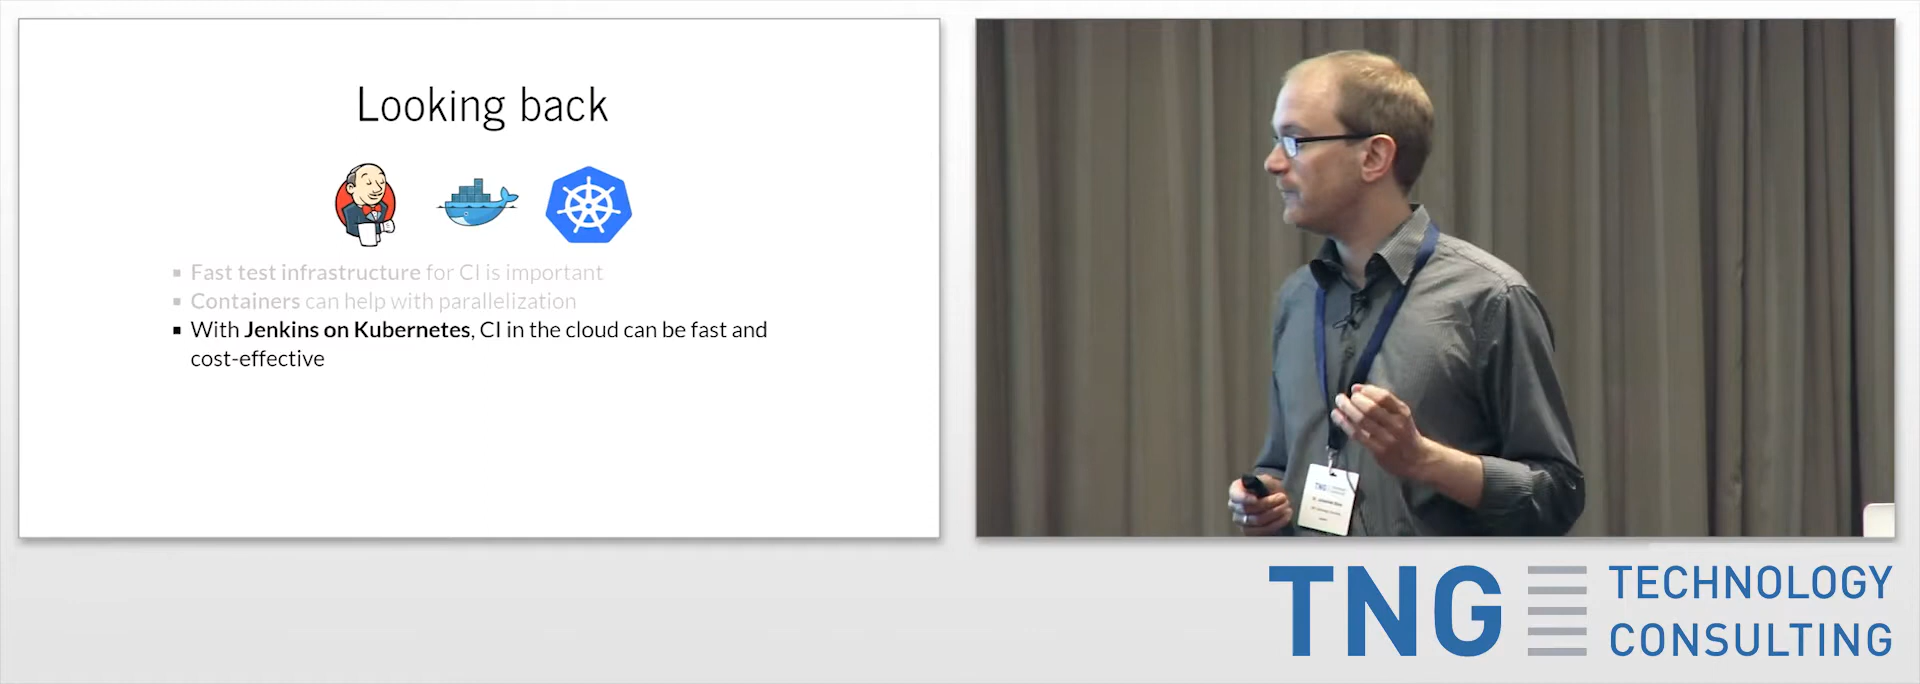 Looking back
▪ Fast test infrastructure for CI is important
▪ Containers can help with parallelization
▪ With Jenkins on Kubernetes, CI in the cloud can be fast and
cost-effective
TNG
TNG TECHNOLOGY
CONSULTING